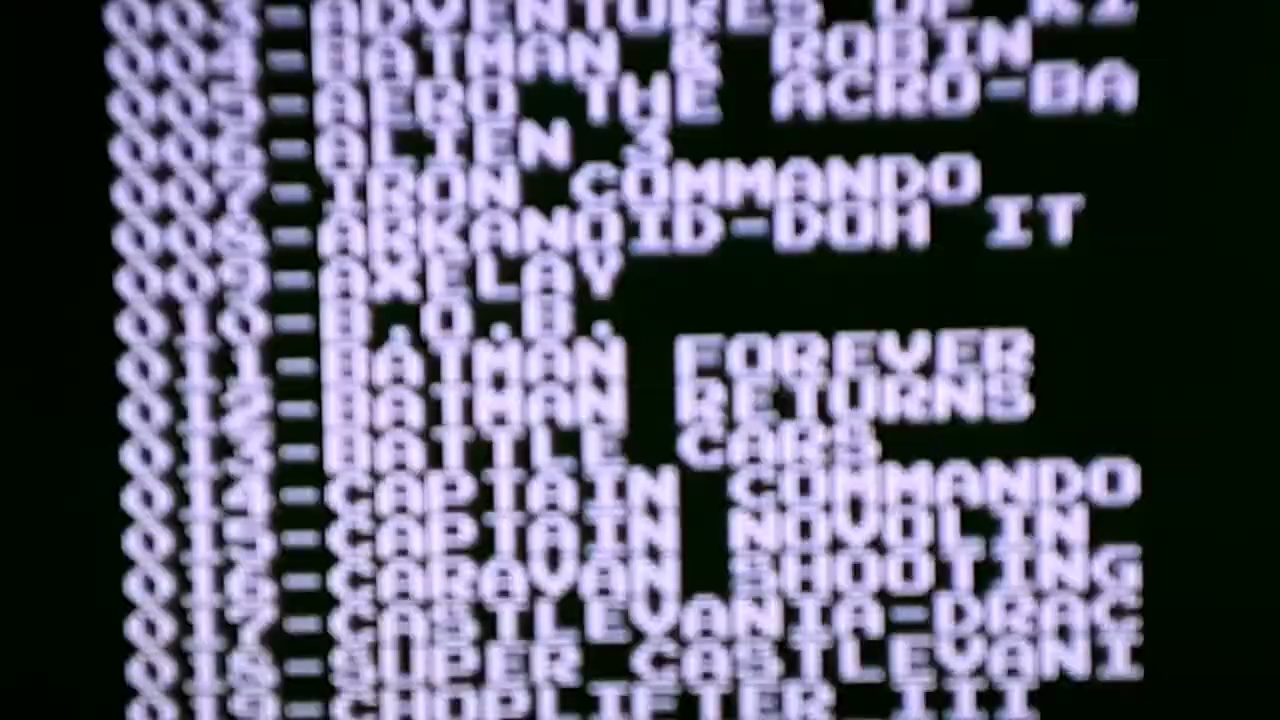 003-ADVENTURES OF KI
004-BATMAN & ROBIN
005-AERO THE ACRO-BA
006-ALIEN 3
007-IRON COMMANDO
008-ARKANOID-DOH IT
009-AXELAY
010-B.O.B.
011-BATMAN FOREVER
012-BATMAN RETURNS
013-BATTLE CARS
014-CAPTAIN COMMANDO
015-CAPTAIN NOVOLIN
016-CARAVAN SHOOTING
017-CASTLEVANIA-DRAC
018-SUPER CASTLEVANI
019-CHOPLIFTER III